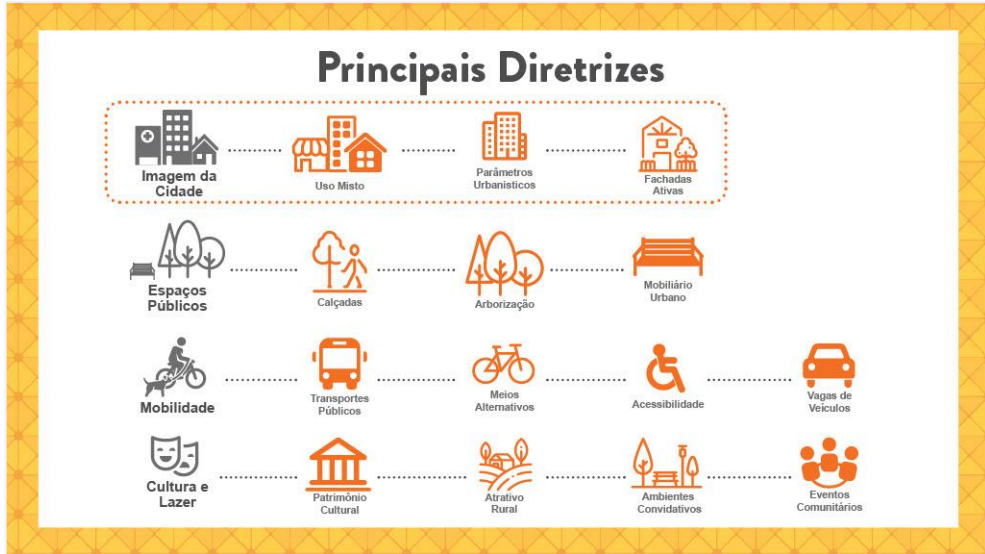 Principais Diretrizes
Imagem da
Cidade
Uso Misto
Parâmetros
Urbanisticos
Fachadas
Ativas
Espaços
Públicos
Calçadas
Arborização
Mobiliário
Urbano
Mobilidade
Transportes
Públicos
Meios
Alternativos
Acessibilidade
Vagas de
Veículos
Cultura e
Lazer
Patrimônio
Cultural
Atrativo
Rural
Ambientes
Convidativos
Eventos
Comunitários